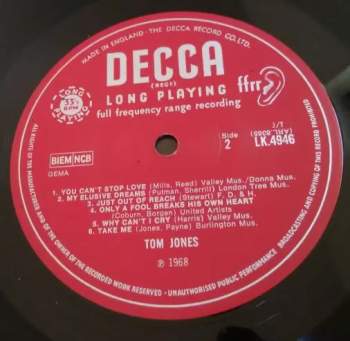 MADE IN ENGLAND · THE DECCA RECORD CO. LTD.
DECCA
(REGD)
LONG PLAYING
ffrr
full frequency range recording
LONG
33⅓
PLAYING
T/J
(ARL.8366)
BIEM NCB
GEMA
Side
2
LK.4946
1. YOU CAN'T STOP LOVE (Mills, Reed) Valley Mus./Donna Mus.
2. MY ELUSIVE DREAMS (Putman, Sherrill) London Tree Mus.
3. JUST OUT OF REACH (Stewart) F. D. & H.
4. ONLY A FOOL BREAKS HIS OWN HEART
(Coburn, Borgen) United Artists
5. WHY CAN'T I CRY (Harris) Valley Mus.
6. TAKE ME (Jones, Payne) Burlington Mus.
TOM JONES
℗ 1968
ALL RIGHTS OF THE MANUFACTURER AND OF THE OWNER OF THE RECORDED WORK RESERVED · UNAUTHORISED PUBLIC PERFORMANCE, BROADCASTING AND COPYING OF THIS RECORD PROHIBITED